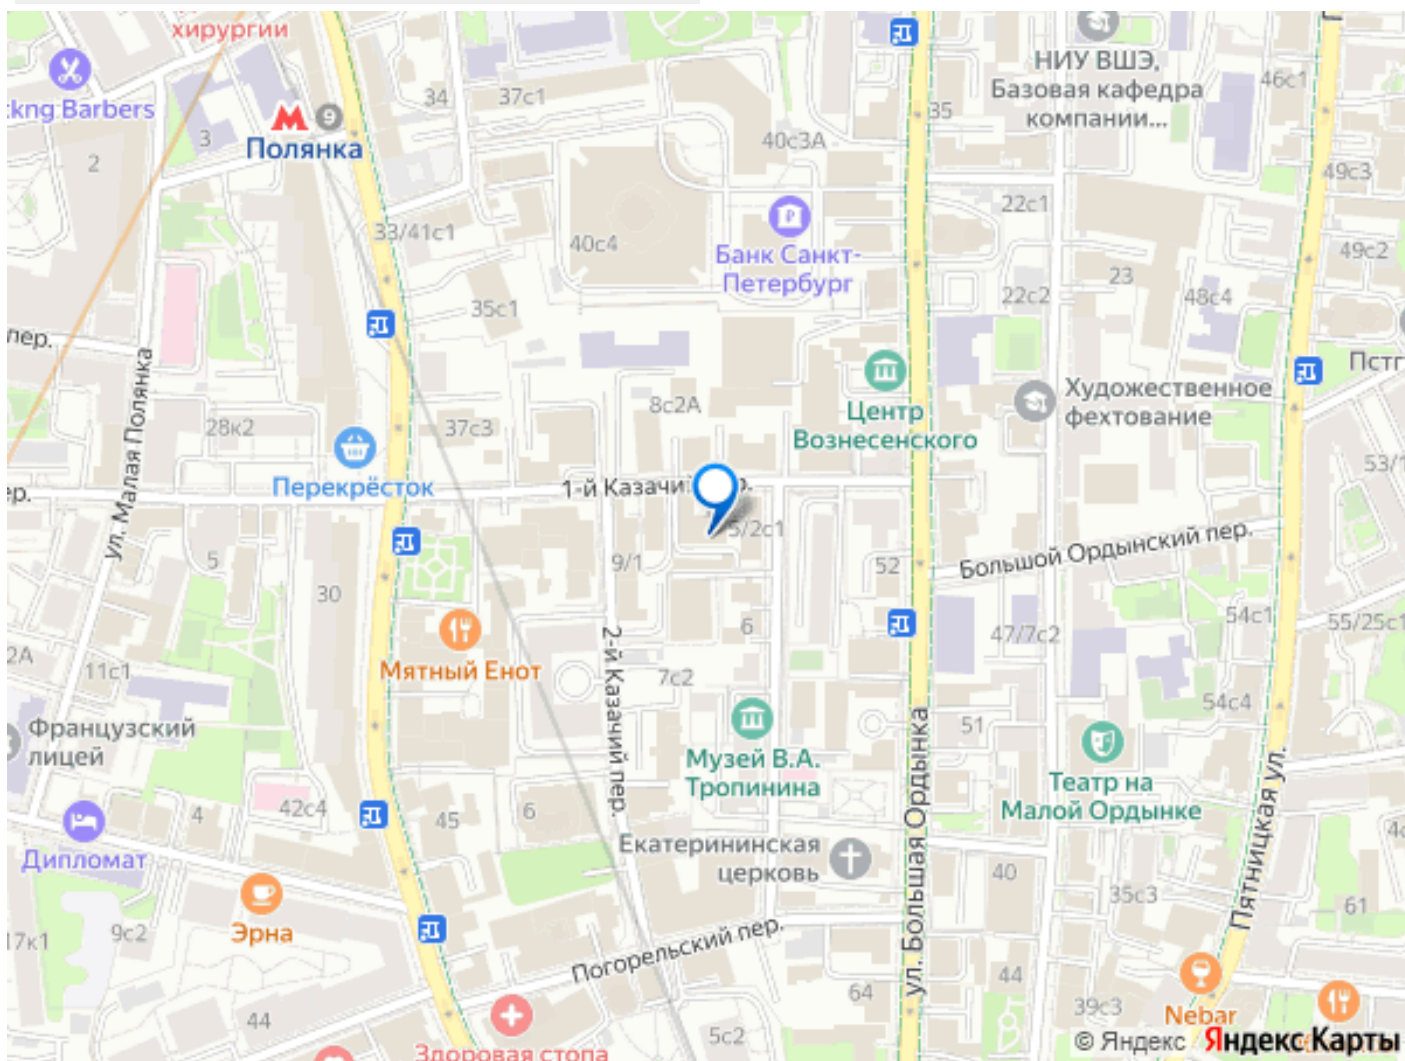 хирургии
НИУ ВШЭ,
Базовая кафедра
компании...
46с1
kng Barbers
34
37с1
35
9
Полянка
3
2
40с3А
49с3
22с1
33/41с1
40с4
Банк Санкт-
Петербург
49с2
23
22с2
48с4
35с1
пер.
Пстг
ул. Малая Полянка
8с2А
Центр
Вознесенского
Художественное
фехтование
28к2
37с3
53/1
Перекрёсток
1-й Казачи
р.
ер.
5/2с1
Большой Ордынский пер.
5
9/1
52
30
54с1
55/25с1
6
47/7с2
2А
11с1
Мятный Енот
2-й Казачий пер.
7с2
54с4
Французский
лицей
51
ул. Большая Ордынка
Музей В.А.
Тропинина
Театр на
Малой Ордынке
Пятницкая ул.
42с4
4
45
6
Дипломат
Екатерининская
церковь
40
35с3
61
9с2
Эрна
17к1
Погорельский пер.
44
64
39с3
Nebar
44
5с2
Здоровая стопа
© Яндекс Яндекс Карты